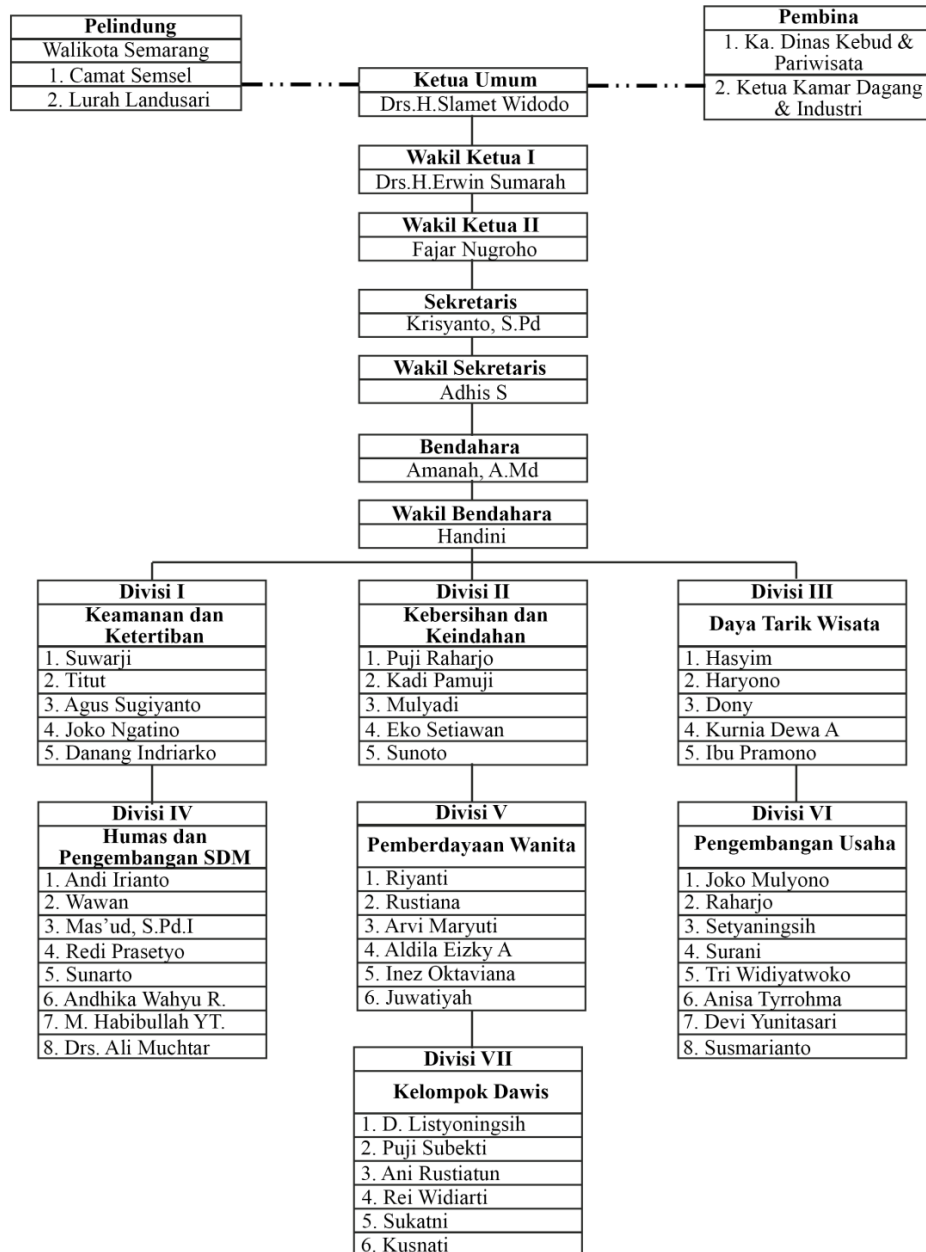 Pelindung
Walikota Semarang
1. Camat Semsel
2. Lurah Landusari
Pembina
1. Ka. Dinas Kebud &
Pariwisata
2. Ketua Kamar Dagang
& Industri
Ketua Umum
Drs.H.Slamet Widodo
Wakil Ketua I
Drs.H.Erwin Sumarah
Wakil Ketua II
Fajar Nugroho
Sekretaris
Krisyanto, S.Pd
Wakil Sekretaris
Adhis S
Bendahara
Amanah, A.Md
Wakil Bendahara
Handini
Divisi I
Keamanan dan
Ketertiban
1. Suwarji
2. Titut
3. Agus Sugiyanto
4. Joko Ngatino
5. Danang Indriarko
Divisi II
Kebersihan dan
Keindahan
1. Puji Raharjo
2. Kadi Pamuji
3. Mulyadi
4. Eko Setiawan
5. Sunoto
Divisi III
Daya Tarik Wisata
1. Hasyim
2. Haryono
3. Dony
4. Kurnia Dewa A
5. Ibu Pramono
Divisi IV
Humas dan
Pengembangan SDM
1. Andi Irianto
2. Wawan
3. Mas’ud, S.Pd.I
4. Redi Prasetyo
5. Sunarto
6. Andhika Wahyu R.
7. M. Habibullah YT.
8. Drs. Ali Muchtar
Divisi V
Pemberdayaan Wanita
1. Riyanti
2. Rustiana
3. Arvi Maryuti
4. Aldila Eizky A
5. Inez Oktaviana
6. Juwatiyah
Divisi VI
Pengembangan Usaha
1. Joko Mulyono
2. Raharjo
3. Setyaningsih
4. Surani
5. Tri Widiyatwoko
6. Anisa Tyrrohma
7. Devi Yunitasari
8. Susmarianto
Divisi VII
Kelompok Dawis
1. D. Listyoningsih
2. Puji Subekti
3. Ani Rustiatun
4. Rei Widiarti
5. Sukatni
6. Kusnati